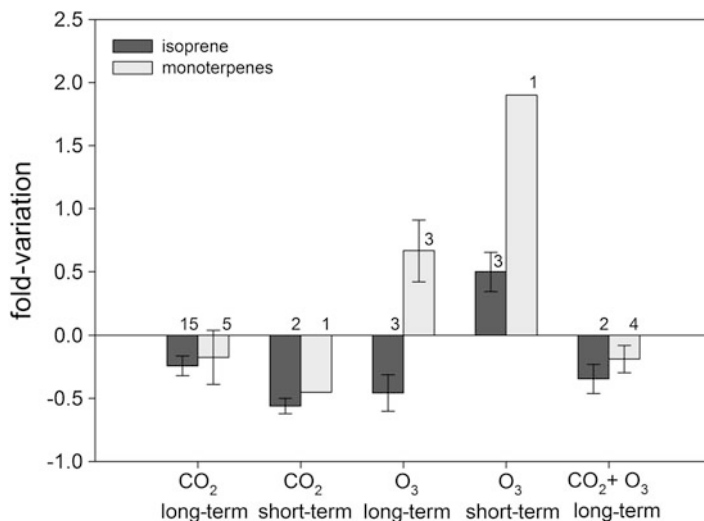 2.5
isoprene
monoterpenes
2.0
1
1.5
fold-variation
1.0
3
0.5
3
15 5 2 1 3 2 4
0.0
-0.5
-1.0
CO₂ CO₂ O₃ O₃ CO₂+ O₃
long-term short-term long-term short-term long-term